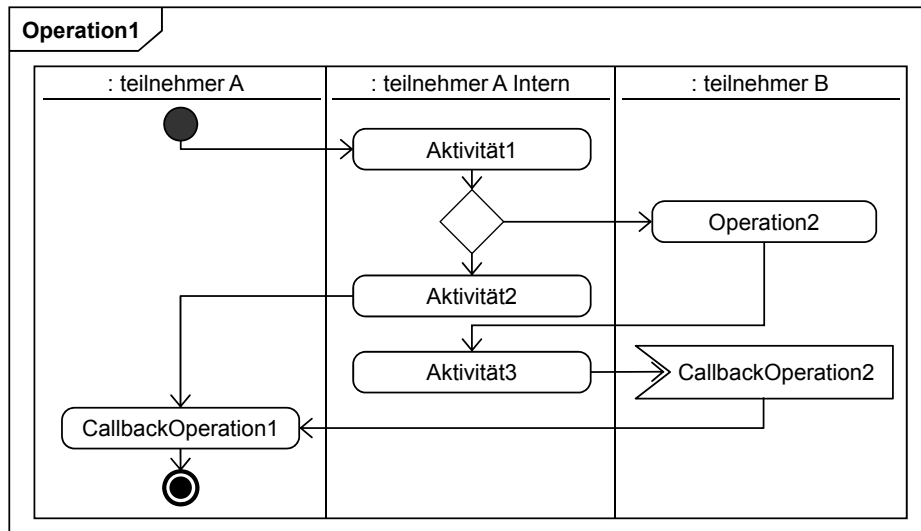 Operation1
: teilnehmer A
: teilnehmer A Intern
: teilnehmer B
Aktivität1
Operation2
Aktivität2
Aktivität3
CallbackOperation2
CallbackOperation1